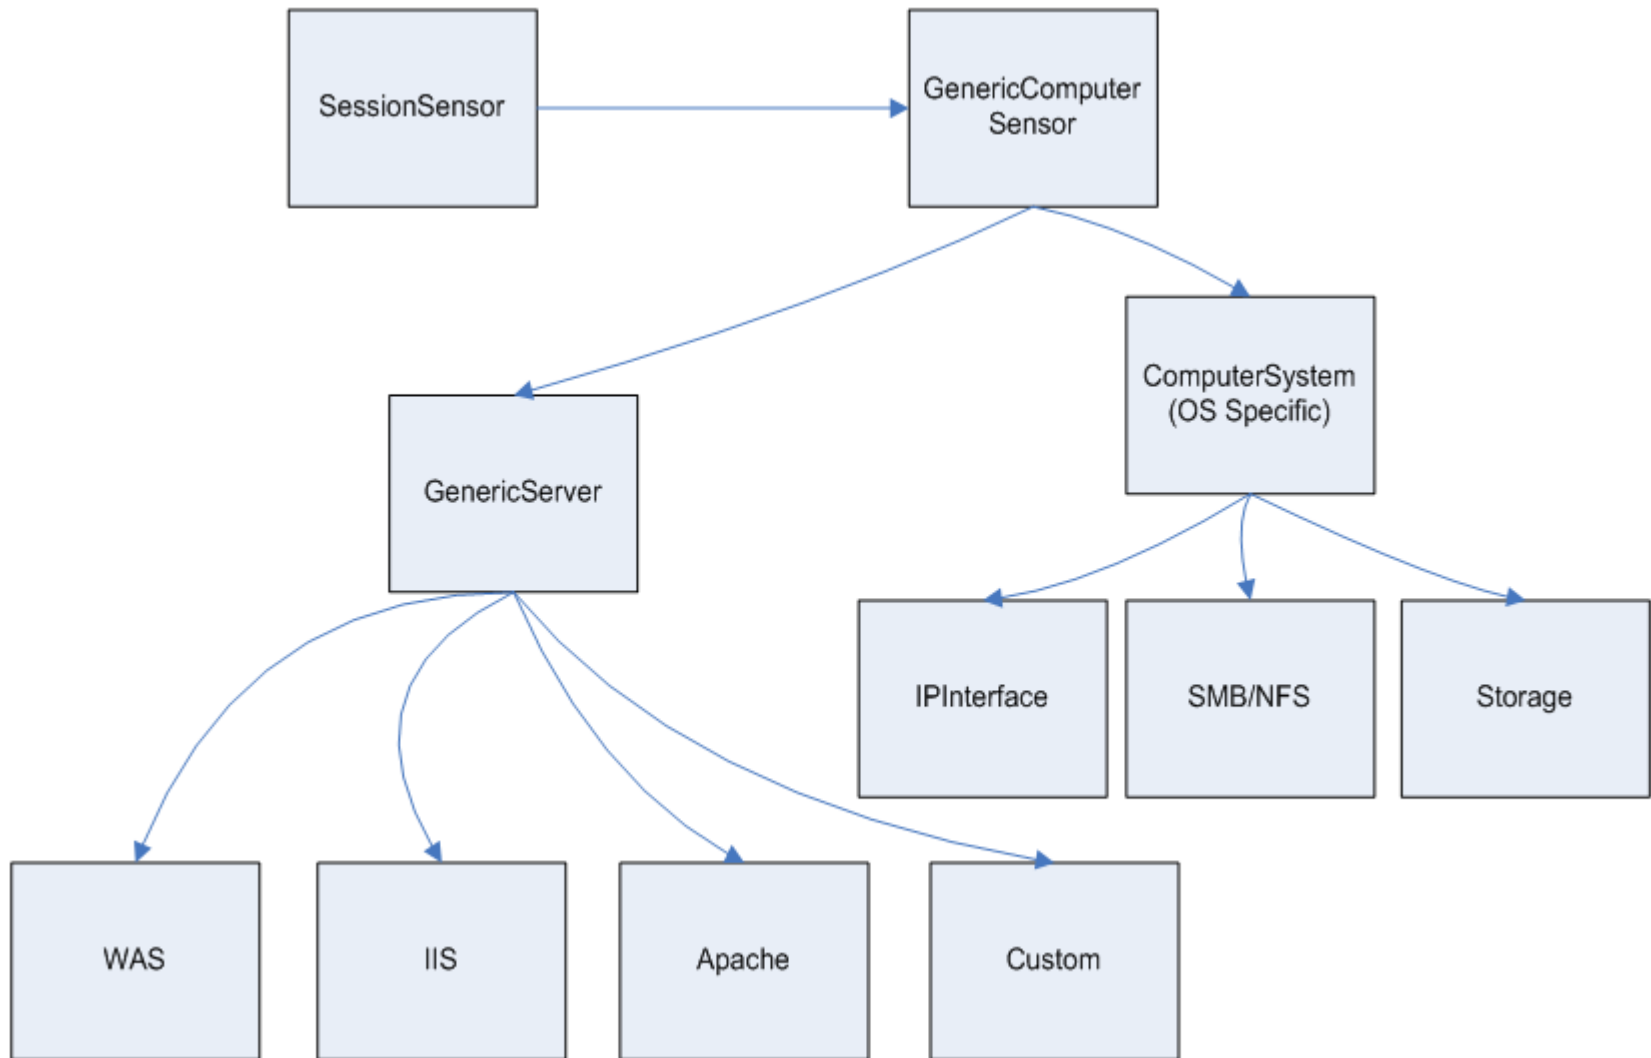 SessionSensor
GenericComputer
Sensor
ComputerSystem
(OS Specific)
GenericServer
IPInterface
SMB/NFS
Storage
WAS
IIS
Apache
Custom